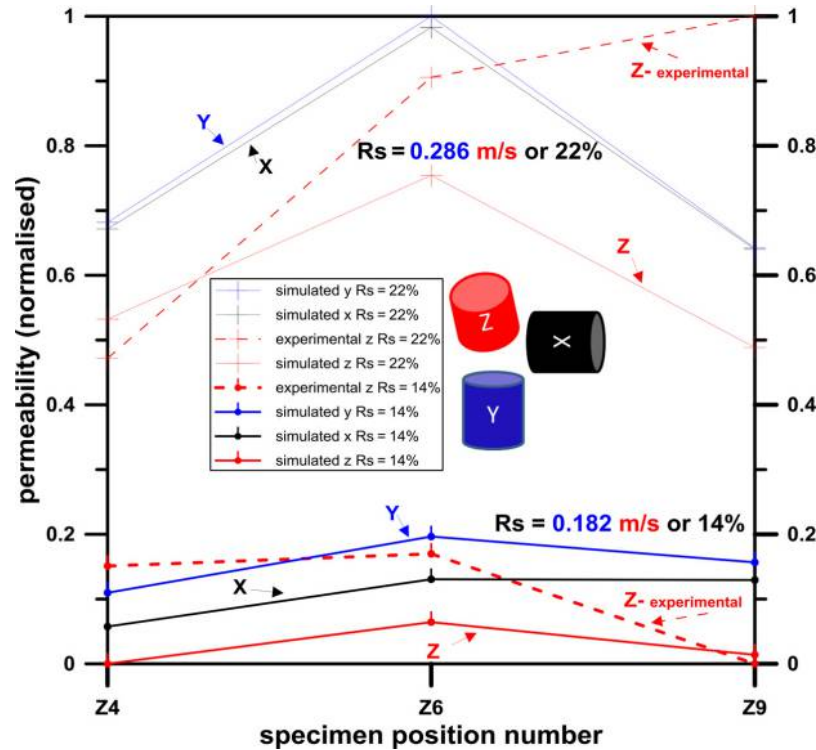 1
0.8
0.6
0.4
0.2
0
1
0.8
0.6
0.4
0.2
0
permeability (normalised)
Z- experimental
Y
X
Rs = 0.286 m/s or 22%
Z
simulated y Rs = 22%
simulated x Rs = 22%
experimental z Rs = 22%
simulated z Rs = 22%
experimental z Rs = 14%
simulated y Rs = 14%
simulated x Rs = 14%
simulated z Rs = 14%
Z
X
Y
Y
Rs = 0.182 m/s or 14%
X
Z- experimental
Z
Z4
Z6
Z9
specimen position number